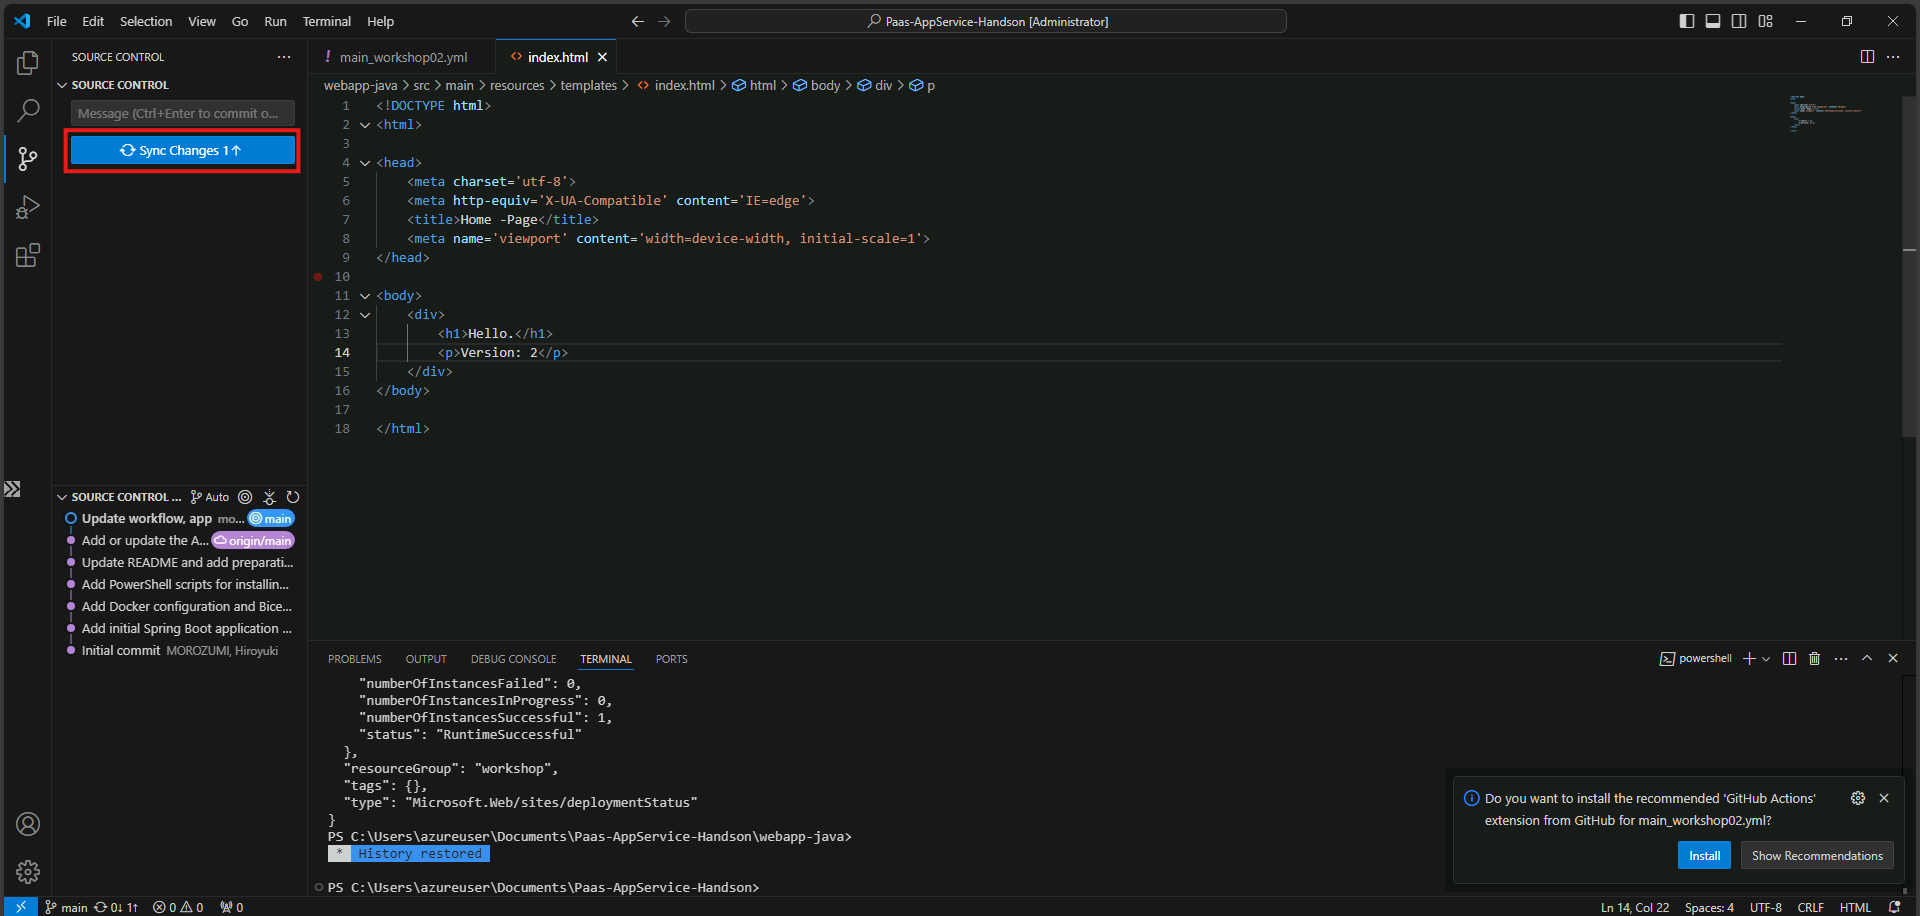 File Edit Selection View Go Run Terminal Help
Paas-AppService-Handson [Administrator]
SOURCE CONTROL
SOURCE CONTROL
Message (Ctrl+Enter to commit o...
Sync Changes 1↑
main_workshop02.yml
index.html
webapp-java > src > main > resources > templates > index.html > html > body > div > p
1 <!DOCTYPE html>
2 <html>
3
4 <head>
5 <meta charset='utf-8'>
6 <meta http-equiv='X-UA-Compatible' content='IE=edge'>
7 <title>Home -Page</title>
8 <meta name='viewport' content='width=device-width, initial-scale=1'>
9 </head>
10
11 <body>
12 <div>
13 <h1>Hello.</h1>
14 <p>Version: 2</p>
15 </div>
16 </body>
17
18 </html>
SOURCE CONTROL ... Auto
Update workflow, app mo... main
Add or update the A... origin/main
Update README and add preparati...
Add PowerShell scripts for installin...
Add Docker configuration and Bice...
Add initial Spring Boot application ...
Initial commit MOROZUMI, Hiroyuki
PROBLEMS OUTPUT DEBUG CONSOLE TERMINAL PORTS
powershell
"numberOfInstancesFailed": 0,
"numberOfInstancesInProgress": 0,
"numberOfInstancesSuccessful": 1,
"status": "RuntimeSuccessful"
},
"resourceGroup": "workshop",
"tags": {},
"type": "Microsoft.Web/sites/deploymentStatus"
}
PS C:\Users\azureuser\Documents\Paas-AppService-Handson\webapp-java>
* History restored
PS C:\Users\azureuser\Documents\Paas-AppService-Handson>
Do you want to install the recommended 'GitHub Actions'
extension from GitHub for main_workshop02.yml?
Install
Show Recommendations
main 0↓ 1↑ 0 0 0
Ln 14, Col 22 Spaces: 4 UTF-8 CRLF HTML